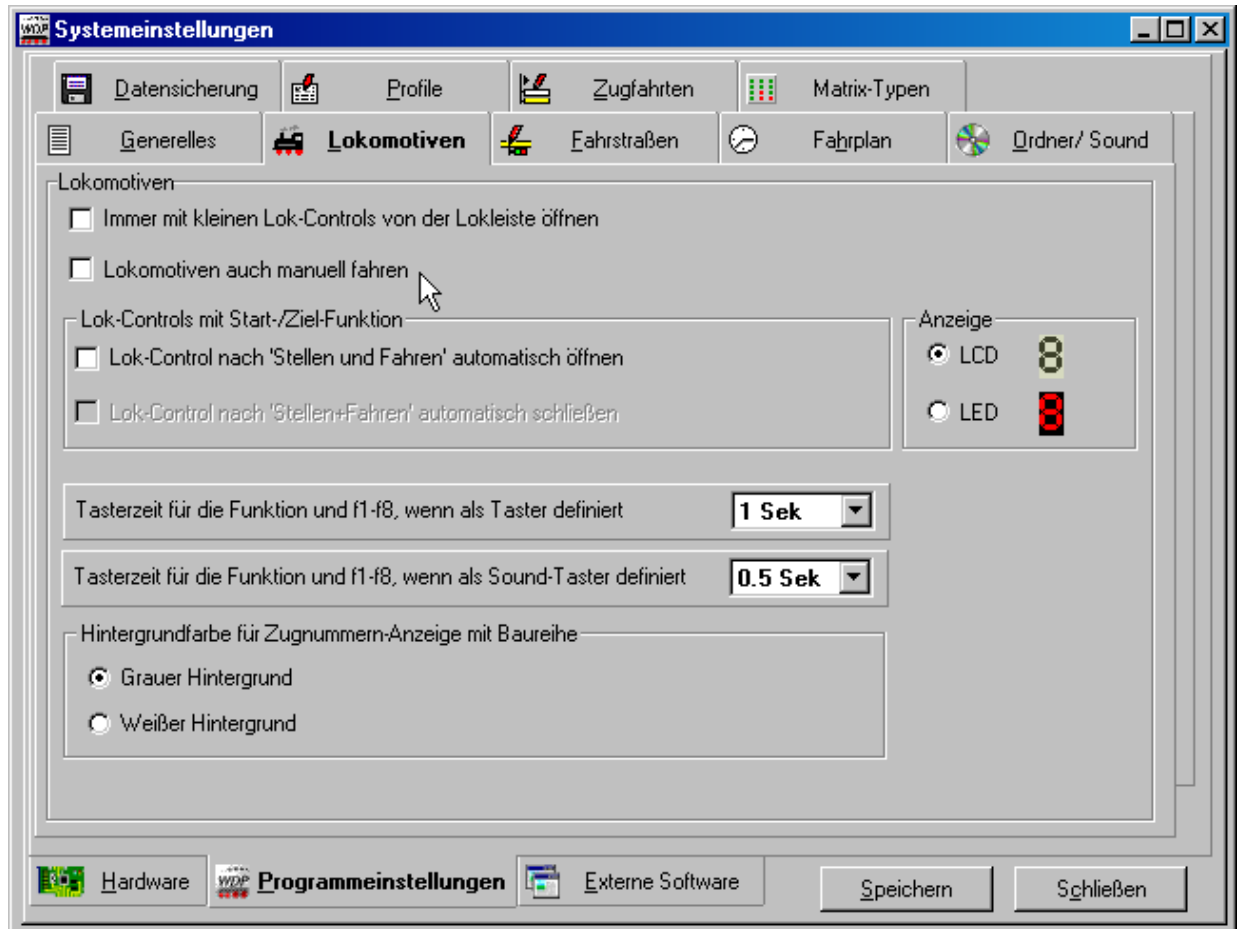 WDP Systemeinstellungen
Datensicherung Profile Zugfahrten Matrix-Typen
Generelles Lokomotiven Fahrstraßen Fahrplan Ordner/ Sound
Lokomotiven
Immer mit kleinen Lok-Controls von der Lokleiste öffnen
Lokomotiven auch manuell fahren
Lok-Controls mit Start-/Ziel-Funktion
Anzeige
Lok-Control nach 'Stellen und Fahren' automatisch öffnen
LCD 8
Lok-Control nach 'Stellen+Fahren' automatisch schließen
LED 8
Tasterzeit für die Funktion und f1-f8, wenn als Taster definiert 1 Sek
Tasterzeit für die Funktion und f1-f8, wenn als Sound-Taster definiert 0.5 Sek
Hintergrundfarbe für Zugnummern-Anzeige mit Baureihe
Grauer Hintergrund
Weißer Hintergrund
Hardware WDP Programmeinstellungen Externe Software
Speichern Schließen